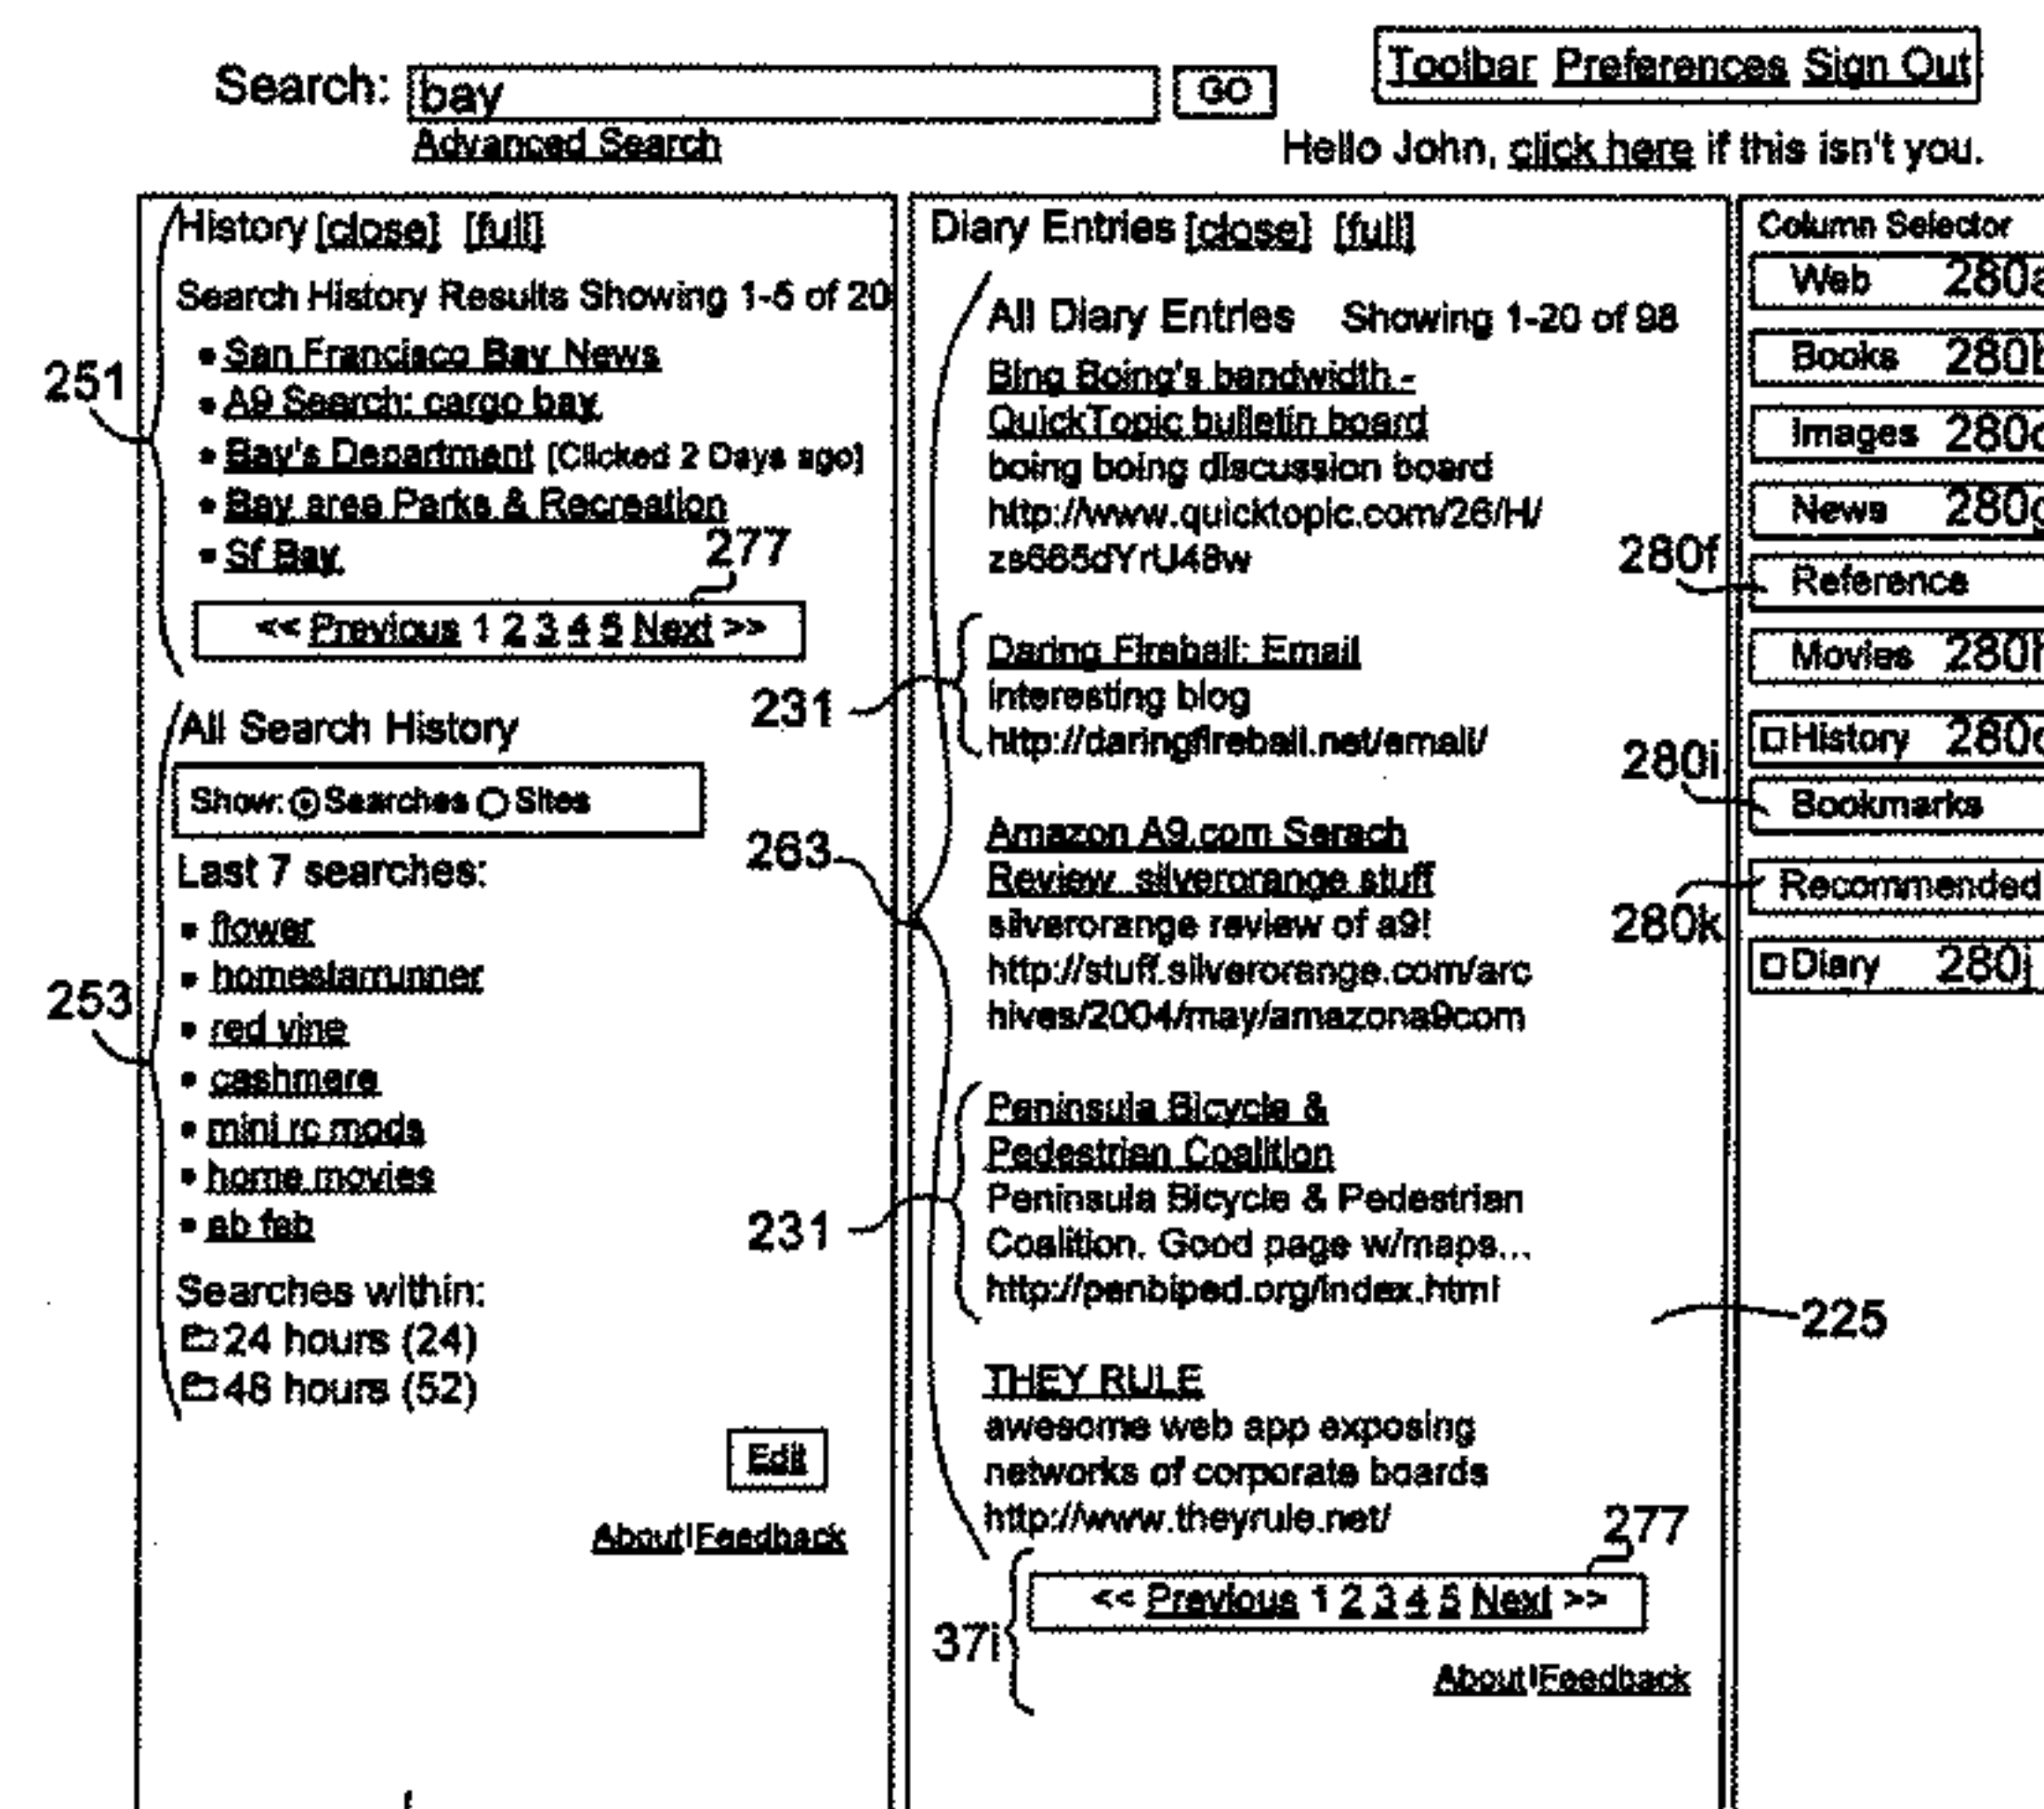 Toolbar Preferences Sign Out
Search: bay GO
Advanced Search
Hello John, click here if this isn't you.
History [close] [full]
Search History Results Showing 1-5 of 20
• San Francisco Bay News
251
• A9 Search: cargo bay
• Bay's Department [Clicked 2 Days ago]
• Bay area Parks & Recreation
• Sf Bay
277
<< Previous 1 2 3 4 5 Next >>
All Search History
Show: Searches Sites
Last 7 searches:
• flower
• homestarrunner
253
• red vine
• cashmere
• mini rc mods
• home movies
• ab fab
Searches within:
24 hours (24)
48 hours (52)
Edit
About|Feedback
Diary Entries [close] [full]
All Diary Entries Showing 1-20 of 98
Bing Boing's bandwidth -
QuickTopic bulletin board
boing boing discussion board
http://www.quicktopic.com/26/H/
Daring Fireball: Email
interesting blog
231
http://daringfireball.net/email/
263
Amazon A9.com Serach
Review silverorange stuff
silverorange review of a9!
http://stuff.silverorange.com/arc
hives/2004/may/amazona9com
Peninsula Bicycle &
Pedestrian Coalition
Peninsula Bicycle & Pedestrian
231
Coalition. Good page w/maps...
http://penbiped.org/index.html
225
THEY RULE
awesome web app exposing
networks of corporate boards
http://www.theyrule.net/
277
<< Previous 1 2 3 4 5 Next >>
37i
About|Feedback
Column Selector
Web
Books
Images
News
280f
Reference
Movies
History
280i
Bookmarks
Recommended
280k
Diary 280j